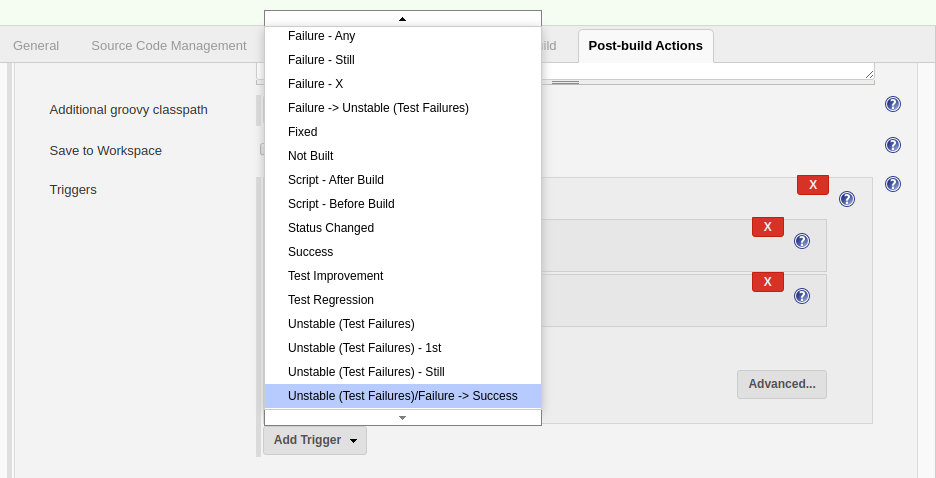 General
Source Code Management
ild
Post-build Actions
Failure - Any
Failure - Still
Failure - X
Failure -> Unstable (Test Failures)
Fixed
Not Built
Script - After Build
Script - Before Build
Status Changed
Success
Test Improvement
Test Regression
Unstable (Test Failures)
Unstable (Test Failures) - 1st
Unstable (Test Failures) - Still
Unstable (Test Failures)/Failure -> Success
Additional groovy classpath
?
Save to Workspace
?
Triggers
X
?
?
X
?
X
?
Advanced...
Add Trigger